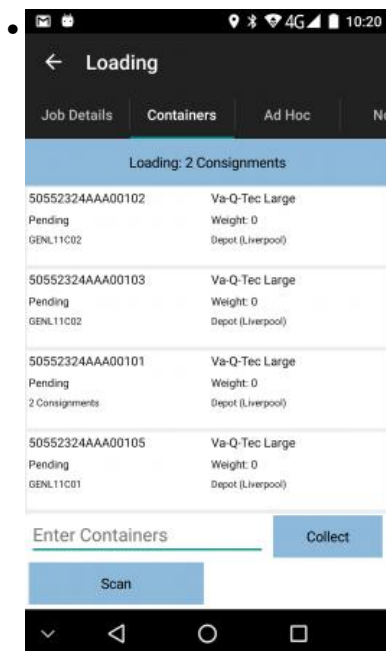 4G 10:20
Loading
Job Details Containers Ad Hoc No
Loading: 2 Consignments
50552324AAA00102 Va-Q-Tec Large
Pending Weight: 0
GENL11C02 Depot (Liverpool)
50552324AAA00103 Va-Q-Tec Large
Pending Weight: 0
GENL11C02 Depot (Liverpool)
50552324AAA00101 Va-Q-Tec Large
Pending Weight: 0
2 Consignments Depot (Liverpool)
50552324AAA00105 Va-Q-Tec Large
Pending Weight: 0
GENL11C01 Depot (Liverpool)
Enter Containers Collect
Scan